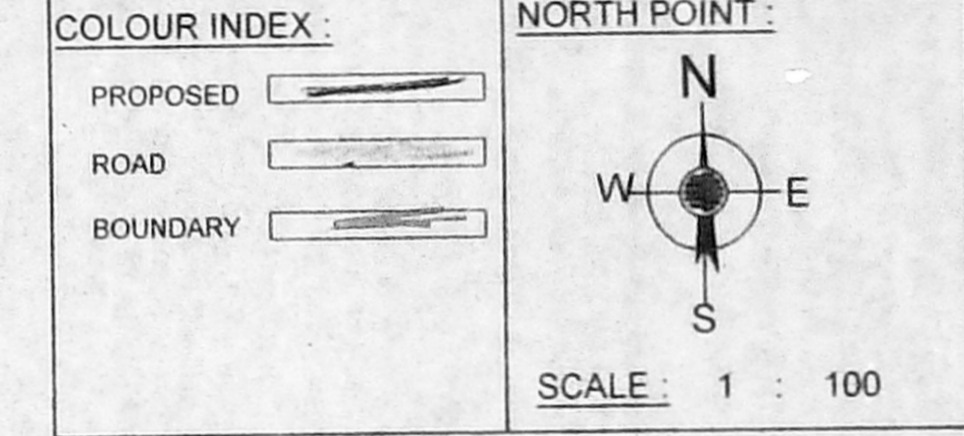 COLOUR INDEX :
PROPOSED
ROAD
BOUNDARY
NORTH POINT :
N
W E
S
SCALE : 1 : 100